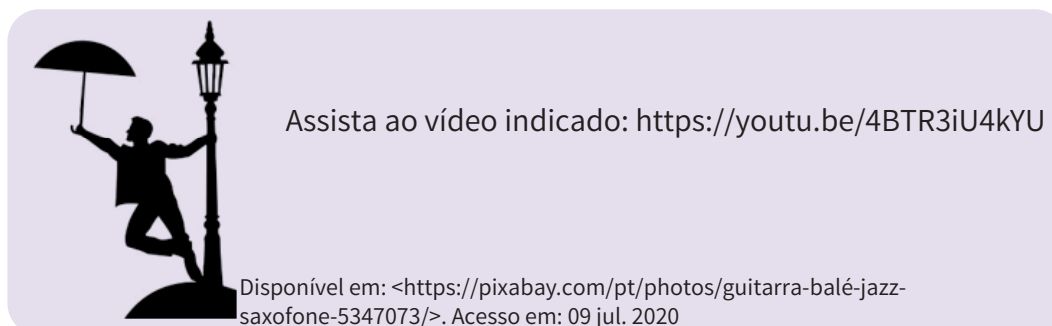 Assista ao vídeo indicado: https://youtu.be/4BTR3iU4kYU
Disponível em: <https://pixabay.com/pt/photos/guitarra-balé-jazz-
saxofone-5347073/>. Acesso em: 09 jul. 2020